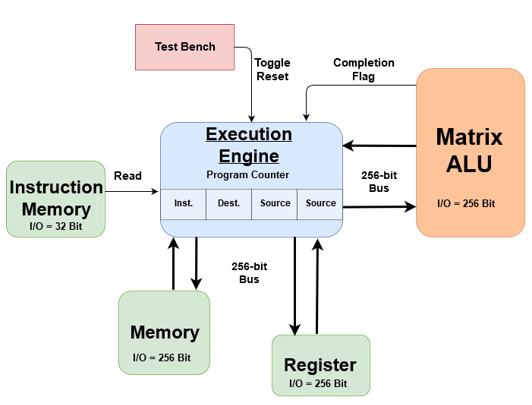 Test Bench
Toggle
Reset
Completion
Flag
Execution
Engine
Program Counter
Inst.
Dest.
Source
Source
Matrix
ALU
I/O = 256 Bit
Instruction
Memory
I/O = 32 Bit
Read
256-bit
Bus
256-bit
Bus
Memory
I/O = 256 Bit
Register
I/O = 256 Bit